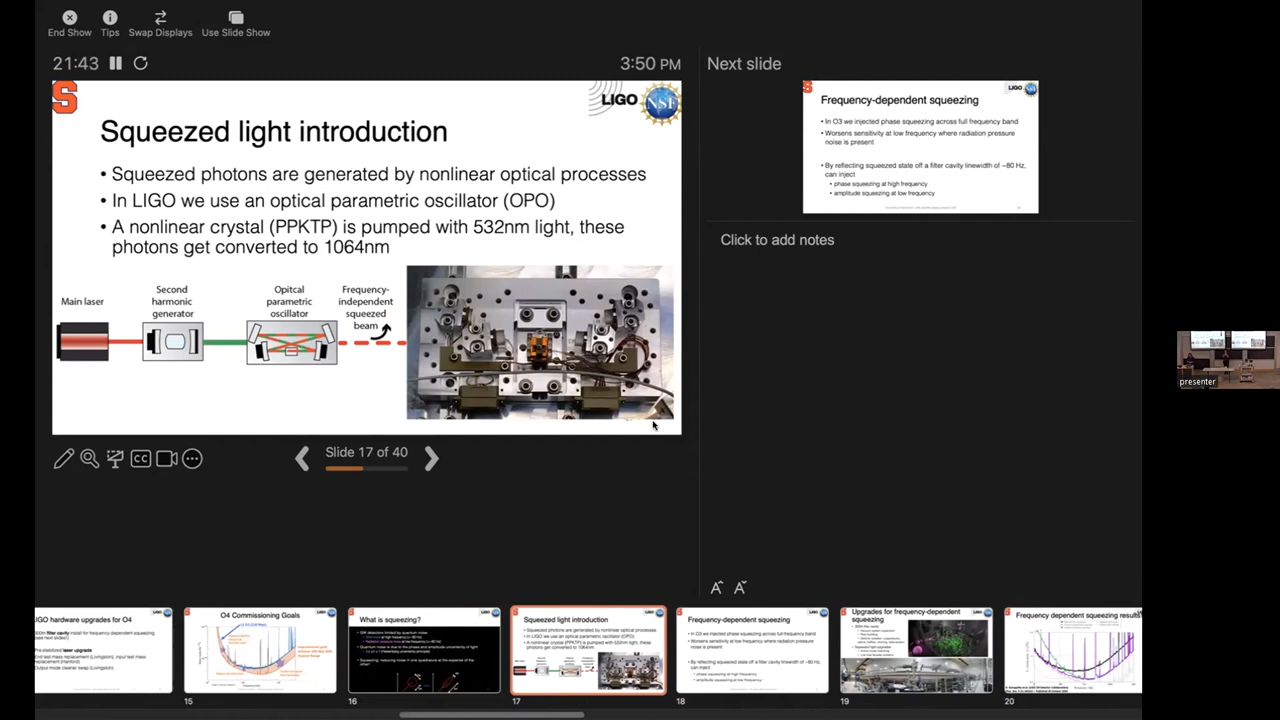 End Show
Tips
Swap Displays
Use Slide Show
21:43
3:50 PM
Next slide
LIGO
NSF
Squeezed light introduction
• Squeezed photons are generated by nonlinear optical processes
• In LIGO we use an optical parametric oscillator (OPO)
• A nonlinear crystal (PPKTP) is pumped with 532nm light, these
photons get converted to 1064nm
Main laser
Second
harmonic
generator
Opitcal
parametric
oscillator
Frequency-
independent
squeezed
beam
LIGO
Frequency-dependent squeezing
• In O3 we injected phase squeezing across full frequency band
• Worsens sensitivity at low frequency where radiation pressure
noise is present
• By reflecting squeezed state off a filter cavity linewidth of ~80 Hz,
can inject
• phase squeezing at high frequency
• amplitude squeezing at low frequency
Click to add notes
CC
Slide 17 of 40
presenter
IGO hardware upgrades for O4
15
O4 Commissioning Goals
16
What is squeezing?
17
Squeezed light introduction
18
Frequency-dependent squeezing
19
Upgrades for frequency-dependent
squeezing
20
Frequency dependent squeezing results